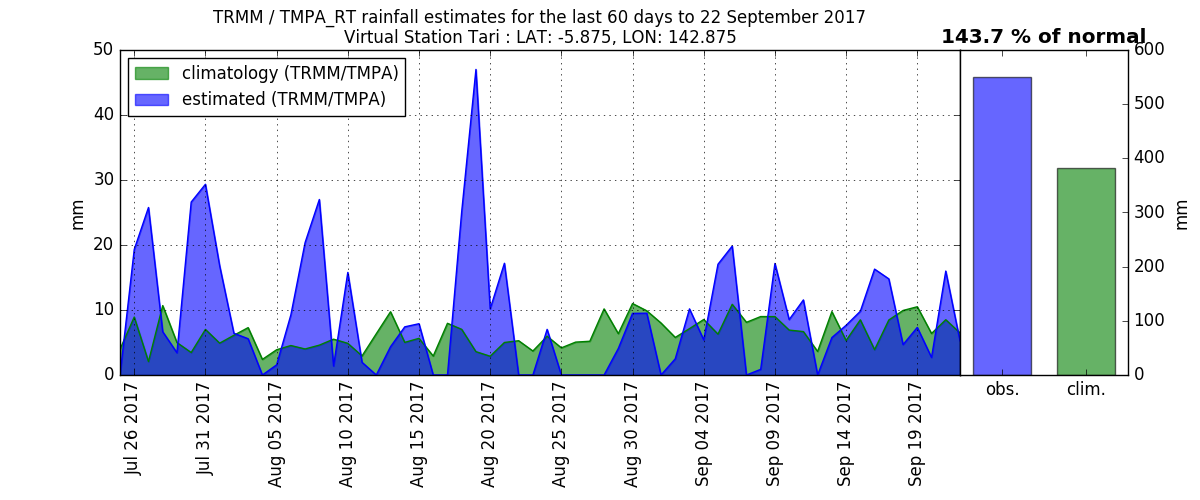 TRMM / TMPA_RT rainfall estimates for the last 60 days to 22 September 2017
Virtual Station Tari : LAT: -5.875, LON: 142.875
143.7 % of normal
climatology (TRMM/TMPA)
estimated (TRMM/TMPA)
50
40
30
20
10
0
mm
600
500
400
300
200
100
0
mm
Jul 26 2017
Jul 31 2017
Aug 05 2017
Aug 10 2017
Aug 15 2017
Aug 20 2017
Aug 25 2017
Aug 30 2017
Sep 04 2017
Sep 09 2017
Sep 14 2017
Sep 19 2017
obs.
clim.